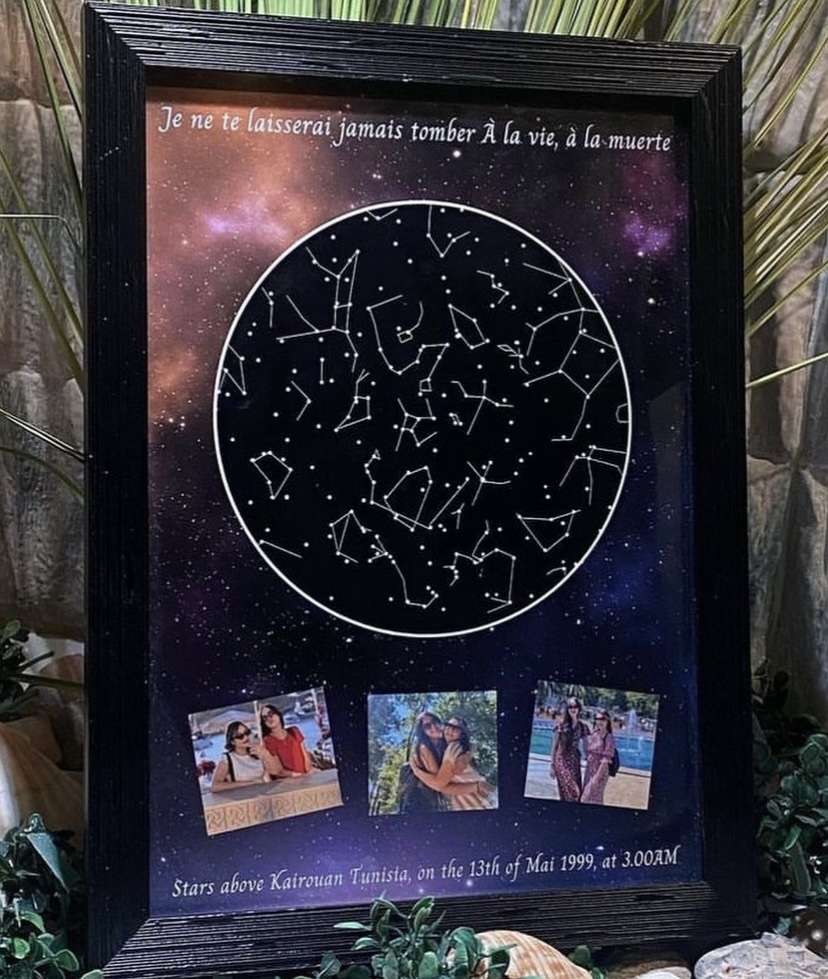 Je ne te laisserai jamais tomber À la vie, à la muerte
Stars above Kairouan Tunisia, on the 13th of Mai 1999, at 3.00AM